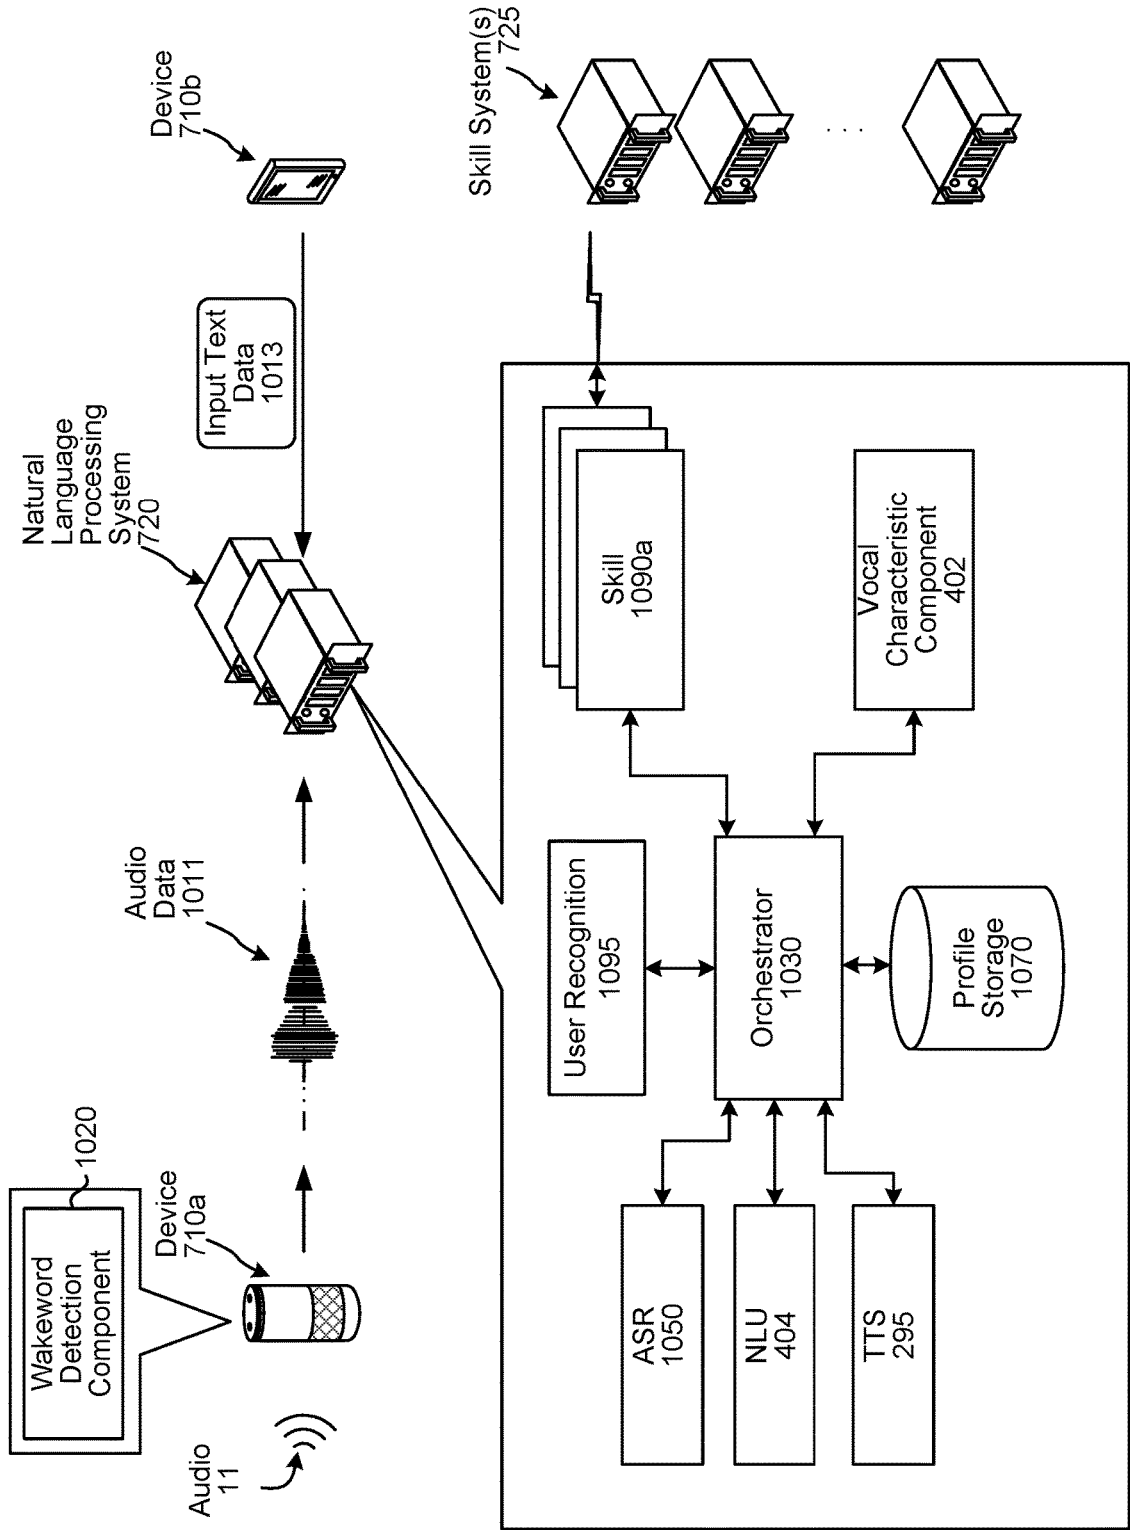 Wakeword
Detection
Component
1020
Audio
11
Device
710a
Audio
Data
1011
Natural
Language
Processing
System
720
Input Text
Data
1013
Device
710b
ASR
1050
NLU
404
TTS
295
User Recognition
1095
Orchestrator
1030
Profile
Storage
1070
Skill
1090a
Vocal
Characteristic
Component
402
Skill System(s)
725
. . .